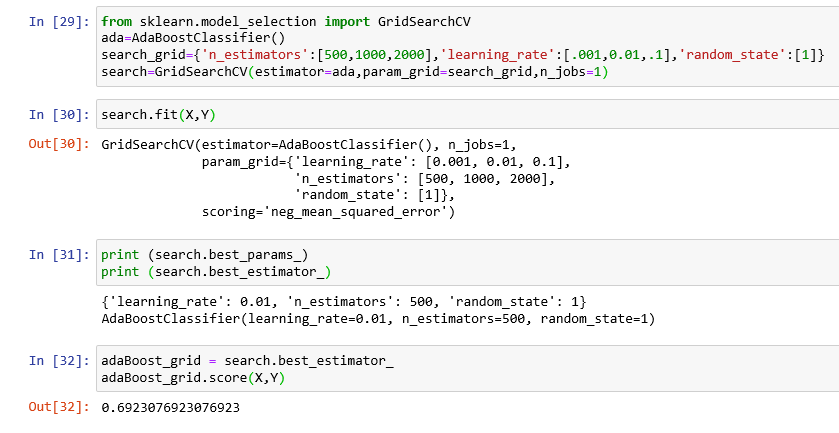 In [29]: from sklearn.model_selection import GridSearchCV
ada=AdaBoostClassifier()
search_grid={'n_estimators':[500,1000,2000],'learning_rate':[.001,0.01,.1],'random_state':[1]}
search=GridSearchCV(estimator=ada,param_grid=search_grid,n_jobs=1)
In [30]: search.fit(X,Y)
Out[30]: GridSearchCV(estimator=AdaBoostClassifier(), n_jobs=1,
param_grid={'learning_rate': [0.001, 0.01, 0.1],
'n_estimators': [500, 1000, 2000],
'random_state': [1]},
scoring='neg_mean_squared_error')
In [31]: print (search.best_params_)
print (search.best_estimator_)
{'learning_rate': 0.01, 'n_estimators': 500, 'random_state': 1}
AdaBoostClassifier(learning_rate=0.01, n_estimators=500, random_state=1)
In [32]: adaBoost_grid = search.best_estimator_
adaBoost_grid.score(X,Y)
Out[32]: 0.6923076923076923